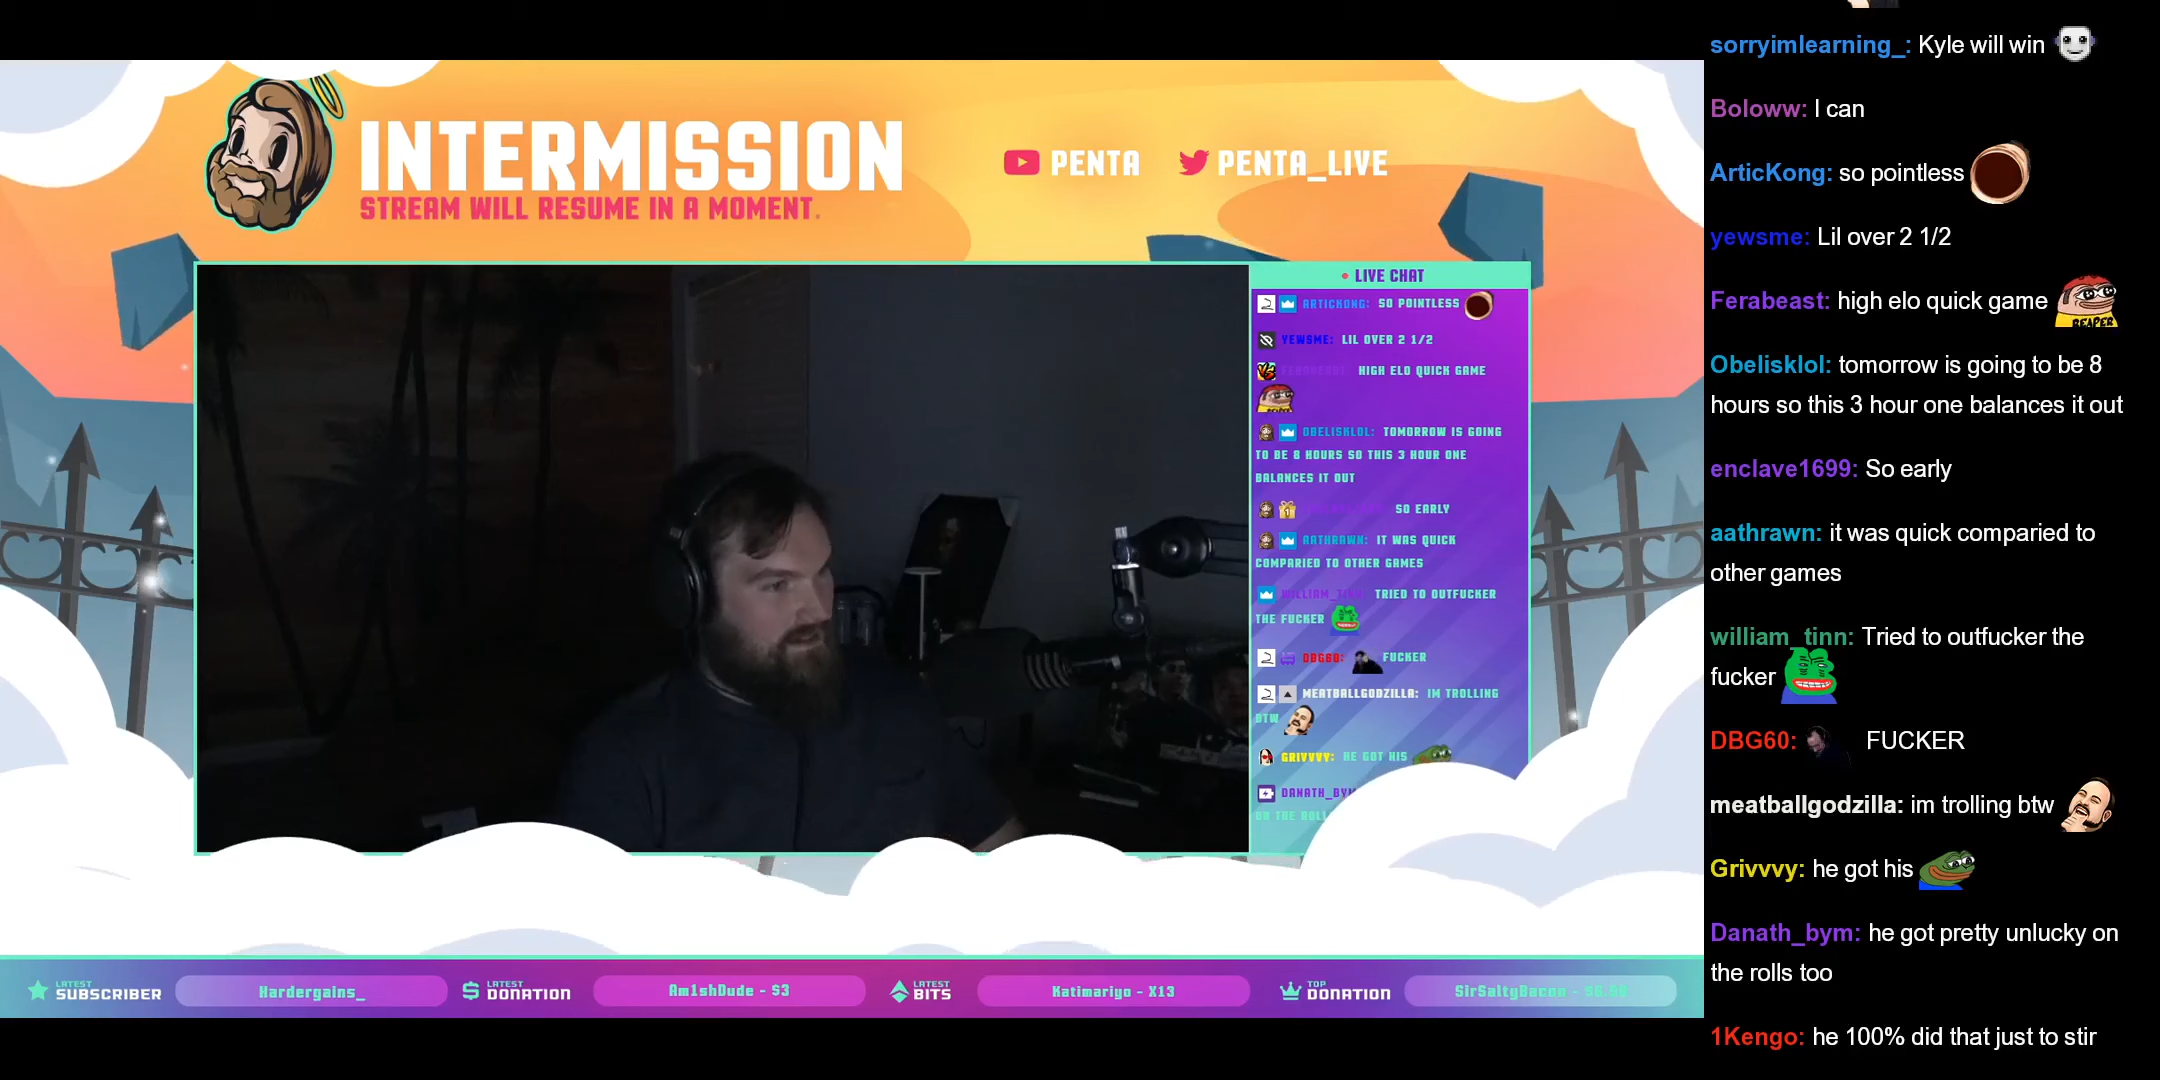 INTERMISSION
STREAM WILL RESUME IN A MOMENT.
PENTA
PENTA_LIVE
LIVE CHAT
ARTICKONG: SO POINTLESS
YEWSME: LIL OVER 2 1/2
HIGH ELO QUICK GAME
OBELISKLOL: TOMORROW IS GOING
TO BE 8 HOURS SO THIS 3 HOUR ONE
BALANCES IT OUT
SO EARLY
AATHRAWN: IT WAS QUICK
COMPARIED TO OTHER GAMES
WILLIAM_TINN: TRIED TO OUTFUCKER
THE FUCKER
DBG60: FUCKER
MEATBALLGODZILLA: IM TROLLING
BTW
GRIVVVY: HE GOT HIS
DANATH_BYM
ON THE ROLL
LATEST
SUBSCRIBER
Hardergains_
LATEST
DONATION
Am1shDude - $3
LATEST
BITS
Katimariyo - X13
TOP
DONATION
SirSaltyBacon
sorryimlearning_: Kyle will win
Boloww: I can
ArticKong: so pointless
yewsme: Lil over 2 1/2
Ferabeast: high elo quick game
REAPER
Obelisklol: tomorrow is going to be 8
hours so this 3 hour one balances it out
enclave1699: So early
aathrawn: it was quick comparied to
other games
william_tinn: Tried to outfucker the
fucker
DBG60: FUCKER
meatballgodzilla: im trolling btw
Grivvvy: he got his
Danath_bym: he got pretty unlucky on
the rolls too
1Kengo: he 100% did that just to stir